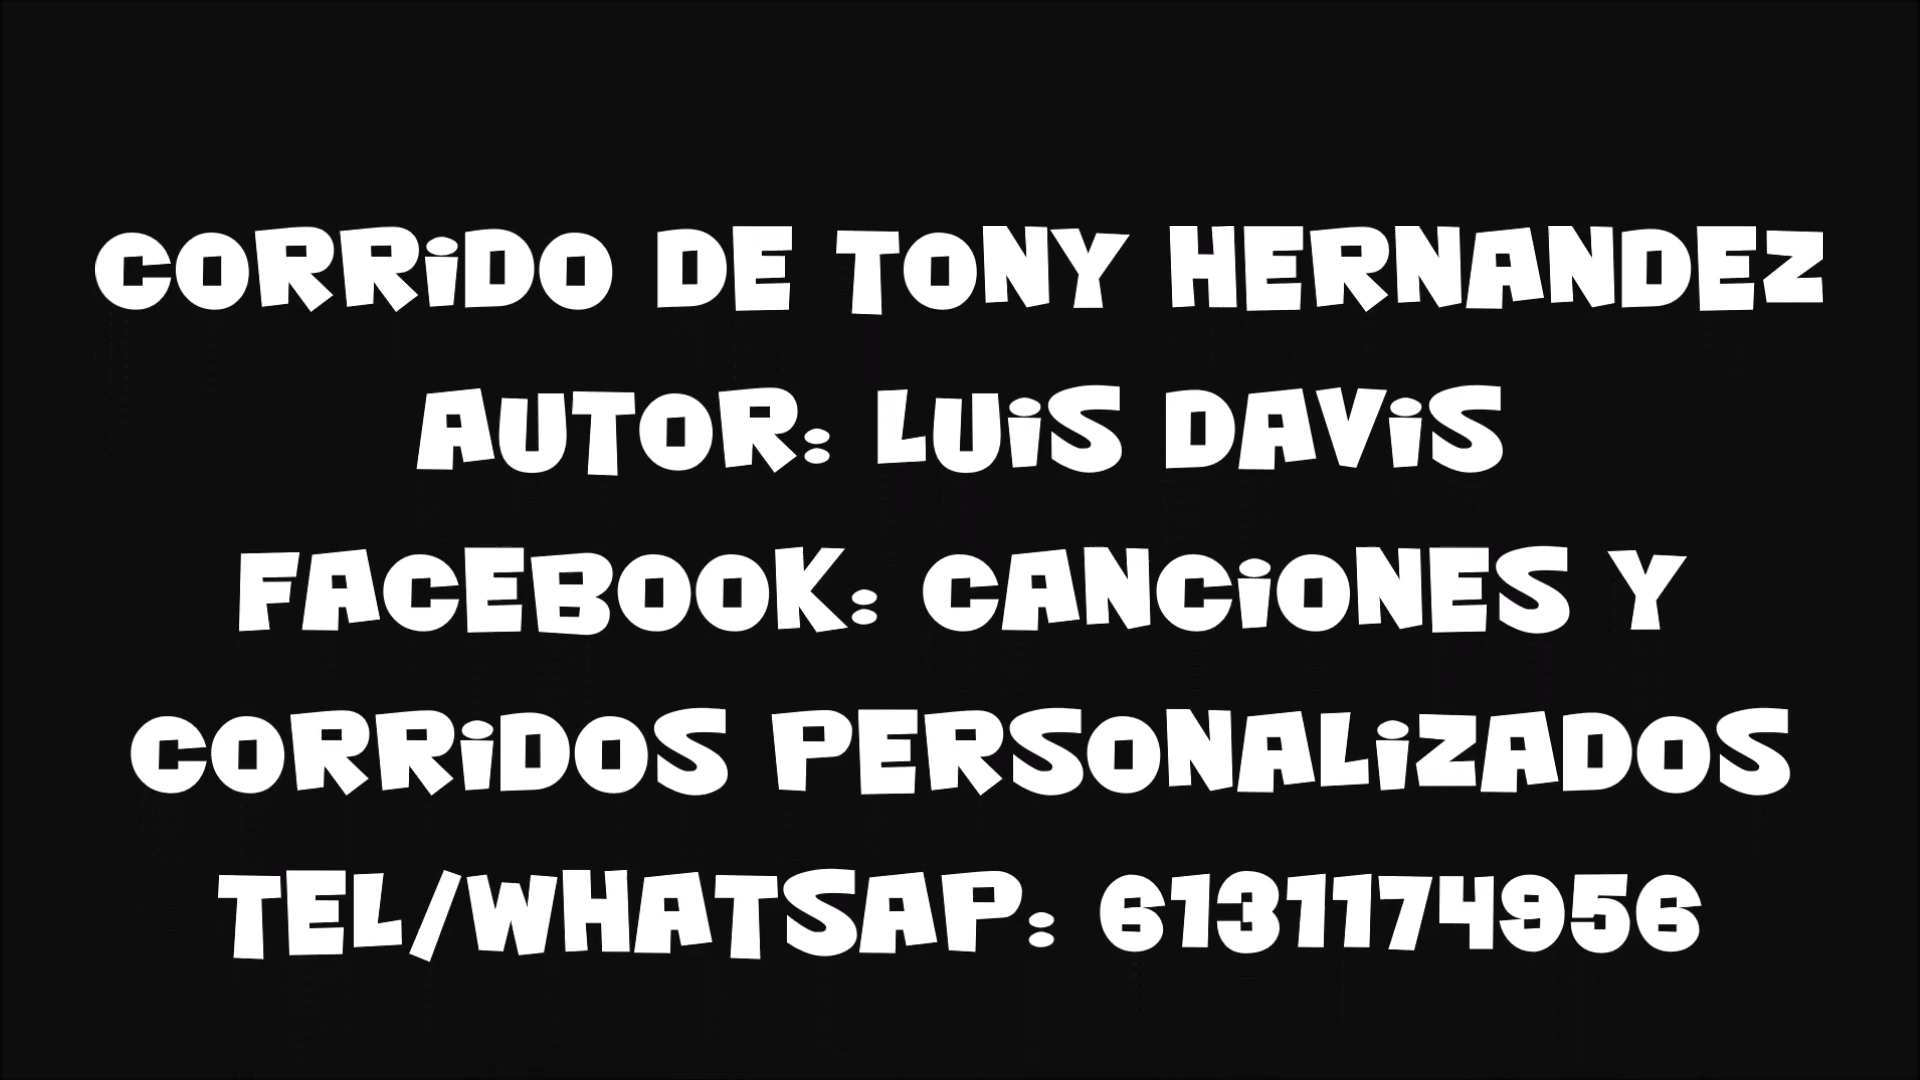 CORRiDO DE TONY HERNANDEZ
AUTOR: LUiS DAViS
FACEBOOK: CANCiONES Y
CORRiDOS PERSONALiZADOS
TEL/WHATSAP: 6131174956